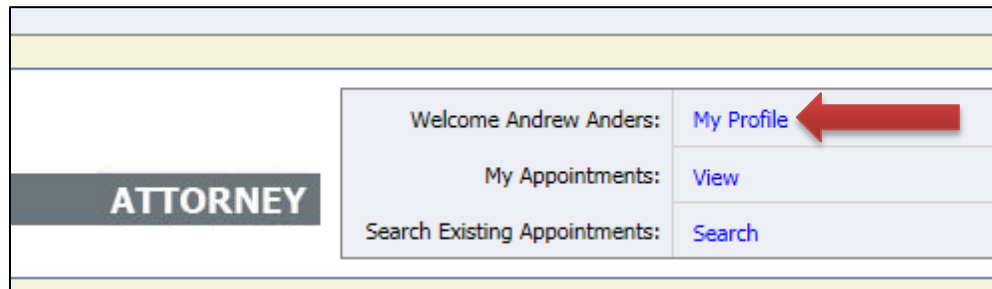 Welcome Andrew Anders: My Profile
My Appointments: View
ATTORNEY
Search Existing Appointments: Search